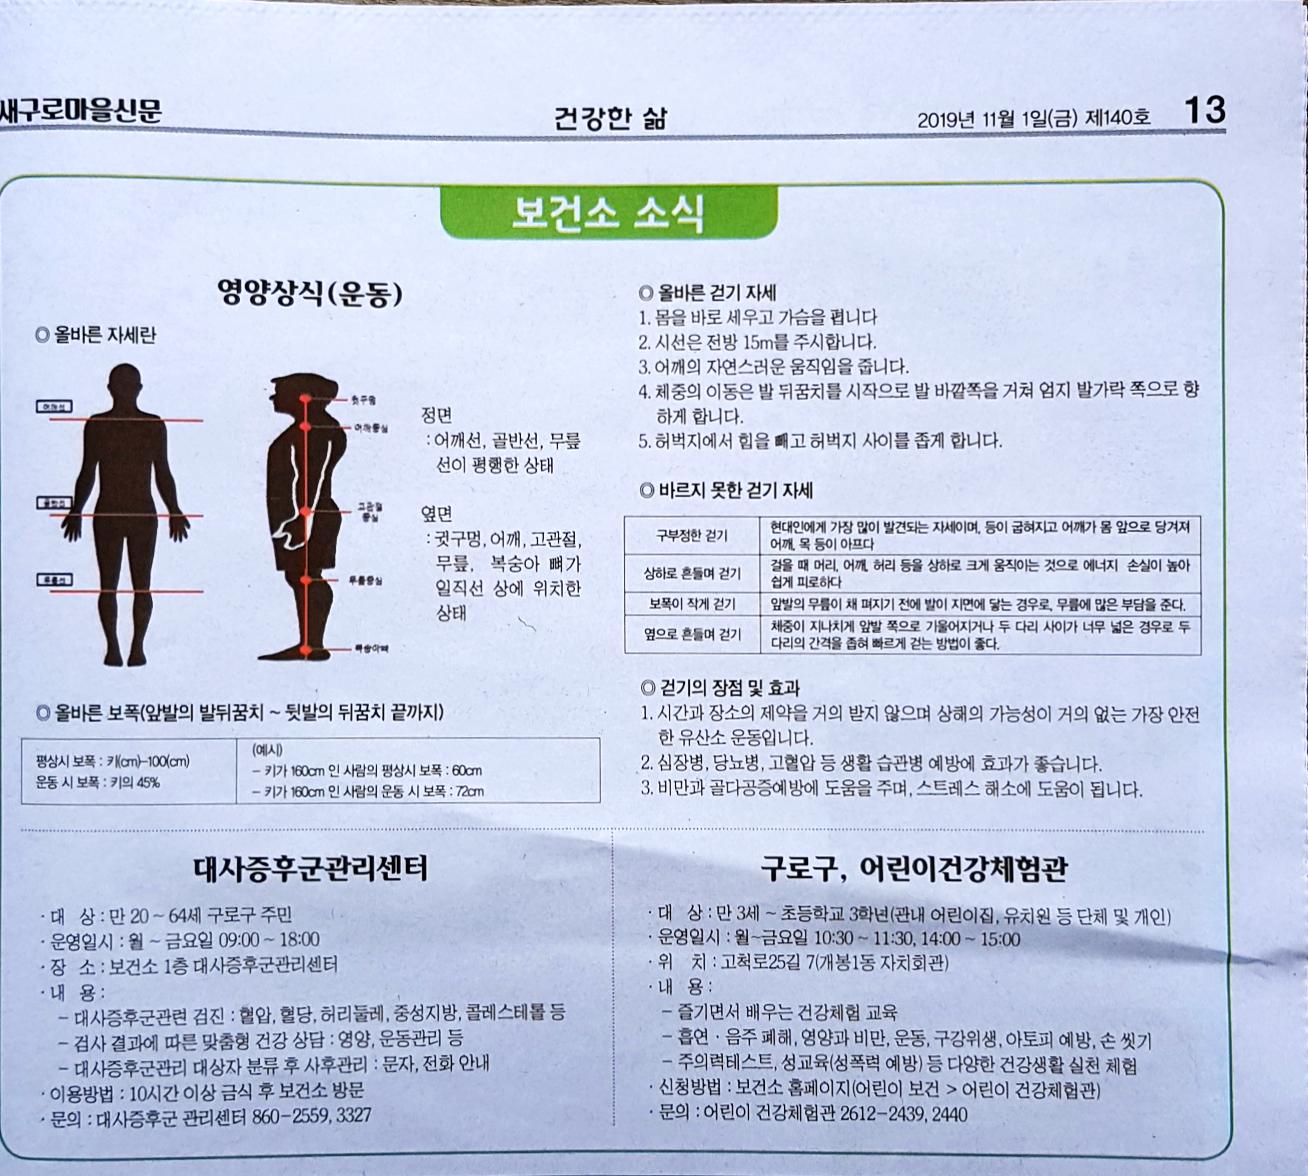 새구로마을신문
건강한 삶
2019년 11월 1일(금) 제140호
13
보건소 소식
영양상식(운동)
◎ 올바른 자세란
어깨선
골반선
무릎선
귓구멍
어깨중심
고관절
중심
무릎중심
복숭아뼈
정면
: 어깨선, 골반선, 무릎
선이 평행한 상태
옆면
: 귓구멍, 어깨, 고관절,
무릎, 복숭아 뼈가
일직선 상에 위치한
상태
◎ 올바른 보폭(앞발의 발뒤꿈치 ~ 뒷발의 뒤꿈치 끝까지)
평상시 보폭 : 키(cm)-100(cm)
운동 시 보폭 : 키의 45%
(예시)
- 키가 160cm 인 사람의 평상시 보폭 : 60cm
- 키가 160cm 인 사람의 운동 시 보폭 : 72cm
◎ 올바른 걷기 자세
1. 몸을 바로 세우고 가슴을 폅니다
2. 시선은 전방 15m를 주시합니다.
3. 어깨의 자연스러운 움직임을 줍니다.
4. 체중의 이동은 발 뒤꿈치를 시작으로 발 바깥쪽을 거쳐 엄지 발가락 쪽으로 향
하게 합니다.
5. 허벅지에서 힘을 빼고 허벅지 사이를 좁게 합니다.
◎ 바르지 못한 걷기 자세
구부정한 걷기
현대인에게 가장 많이 발견되는 자세이며, 등이 굽혀지고 어깨가 몸 앞으로 당겨져
어깨, 목 등이 아프다
상하로 흔들며 걷기
걸을 때 머리, 어깨, 허리 등을 상하로 크게 움직이는 것으로 에너지 손실이 높아
쉽게 피로하다
보폭이 작게 걷기
앞발의 무릎이 채 펴지기 전에 발이 지면에 닿는 경우로, 무릎에 많은 부담을 준다.
옆으로 흔들며 걷기
체중이 지나치게 앞발 쪽으로 기울어지거나 두 다리 사이가 너무 넓은 경우로 두
다리의 간격을 좁혀 빠르게 걷는 방법이 좋다.
◎ 걷기의 장점 및 효과
1. 시간과 장소의 제약을 거의 받지 않으며 상해의 가능성이 거의 없는 가장 안전
한 유산소 운동입니다.
2. 심장병, 당뇨병, 고혈압 등 생활 습관병 예방에 효과가 좋습니다.
3. 비만과 골다공증예방에 도움을 주며, 스트레스 해소에 도움이 됩니다.
대사증후군관리센터
· 대 상 : 만 20 ~ 64세 구로구 주민
· 운영일시 : 월 ~ 금요일 09:00 ~ 18:00
· 장 소 : 보건소 1층 대사증후군관리센터
· 내 용 :
- 대사증후군관련 검진 : 혈압, 혈당, 허리둘레, 중성지방, 콜레스테롤 등
- 검사 결과에 따른 맞춤형 건강 상담 : 영양, 운동관리 등
- 대사증후군관리 대상자 분류 후 사후관리 : 문자, 전화 안내
· 이용방법 : 10시간 이상 금식 후 보건소 방문
· 문의 : 대사증후군 관리센터 860-2559, 3327
구로구, 어린이건강체험관
· 대 상 : 만 3세 ~ 초등학교 3학년(관내 어린이집, 유치원 등 단체 및 개인)
· 운영일시 : 월~금요일 10:30 ~ 11:30, 14:00 ~ 15:00
· 위 치 : 고척로25길 7(개봉1동 자치회관)
· 내 용 :
- 즐기면서 배우는 건강체험 교육
- 흡연 · 음주 폐해, 영양과 비만, 운동, 구강위생, 아토피 예방, 손 씻기
- 주의력테스트, 성교육(성폭력 예방) 등 다양한 건강생활 실천 체험
· 신청방법 : 보건소 홈페이지(어린이 보건 > 어린이 건강체험관)
· 문의 : 어린이 건강체험관 2612-2439, 2440